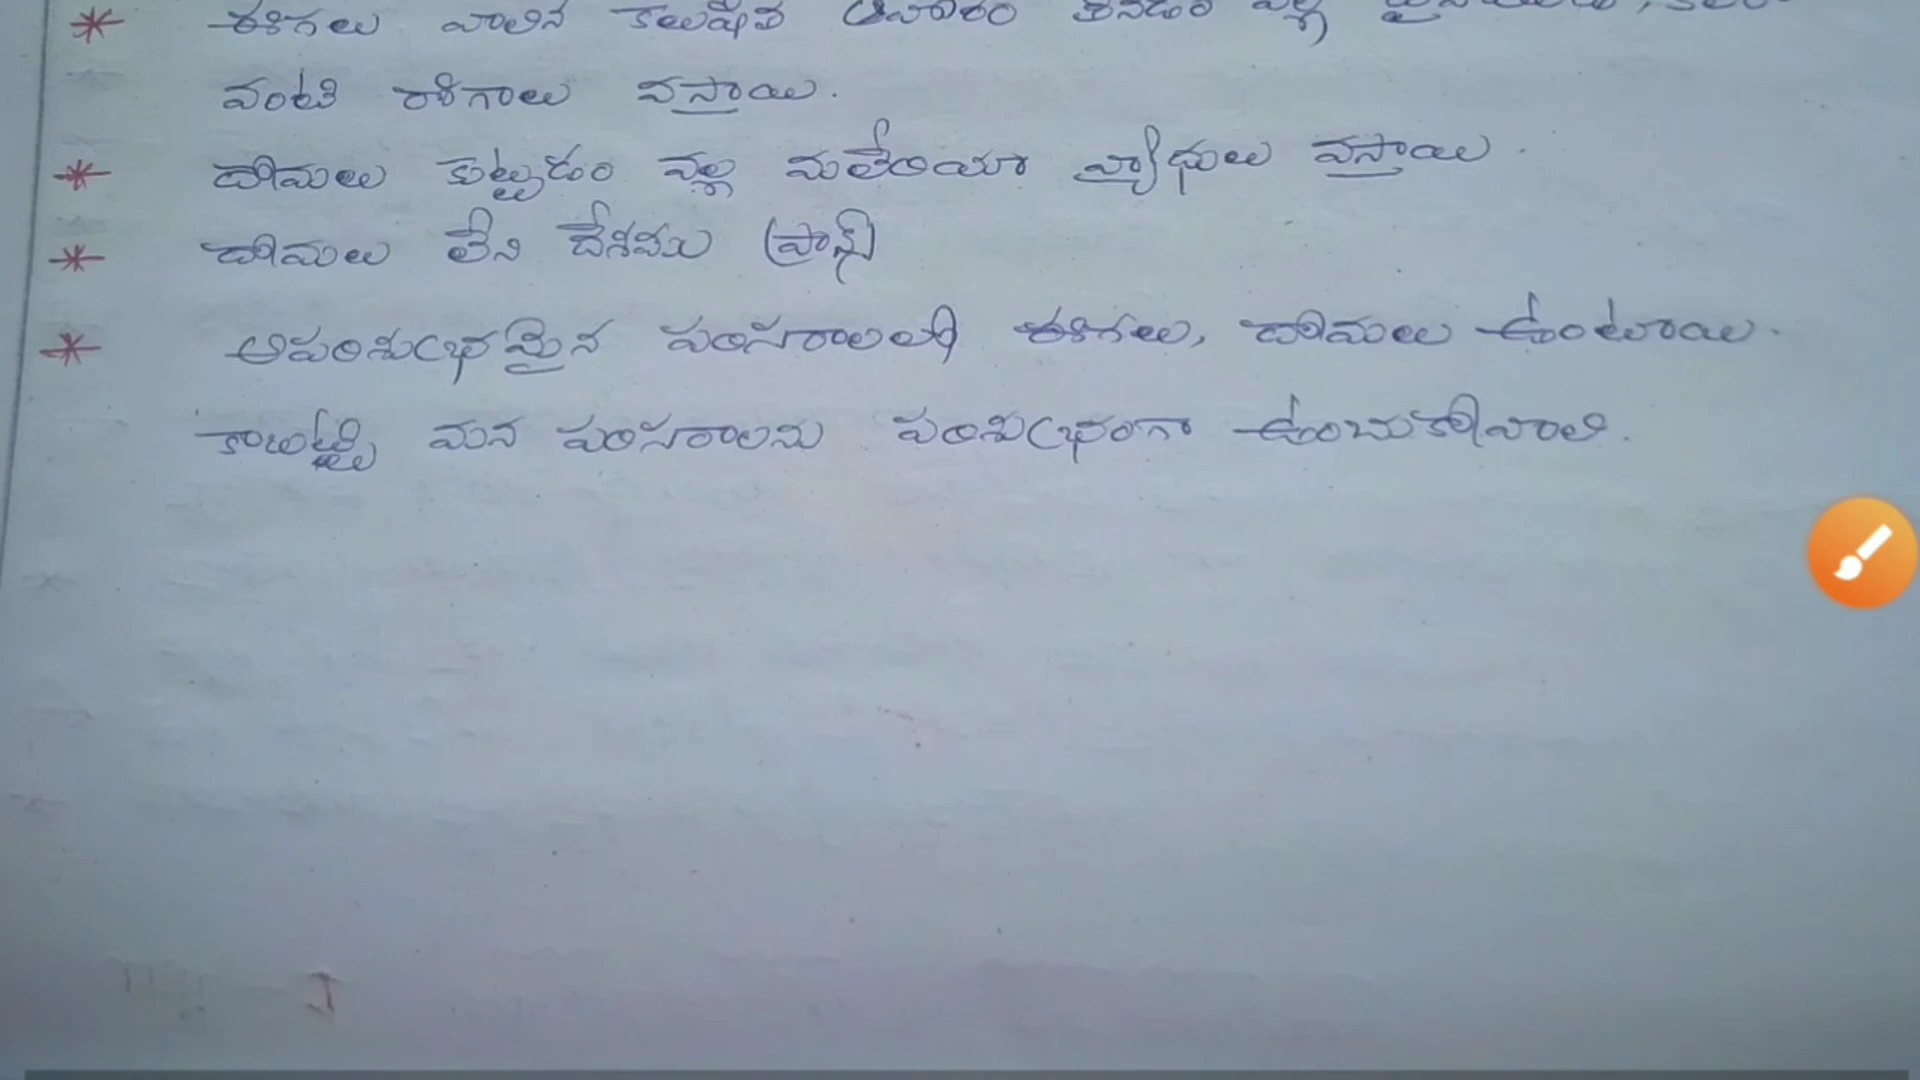 * ఈగలు వాలిన కలుషిత ఆహారం తినడం వల్ల
వంటి రోగాలు వస్తాయి.
* దోమలు కుట్టడం వల్ల మలేరియా వ్యాధులు వస్తాయి.
* దోమలు లేని దేశము ఫ్రాన్స్
* అపరిశుభ్రమైన పరిసరాలలో ఈగలు, దోమలు ఉంటాయి.
కాబట్టి మన పరిసరాలను పరిశుభ్రంగా ఉంచుకోవాలి.